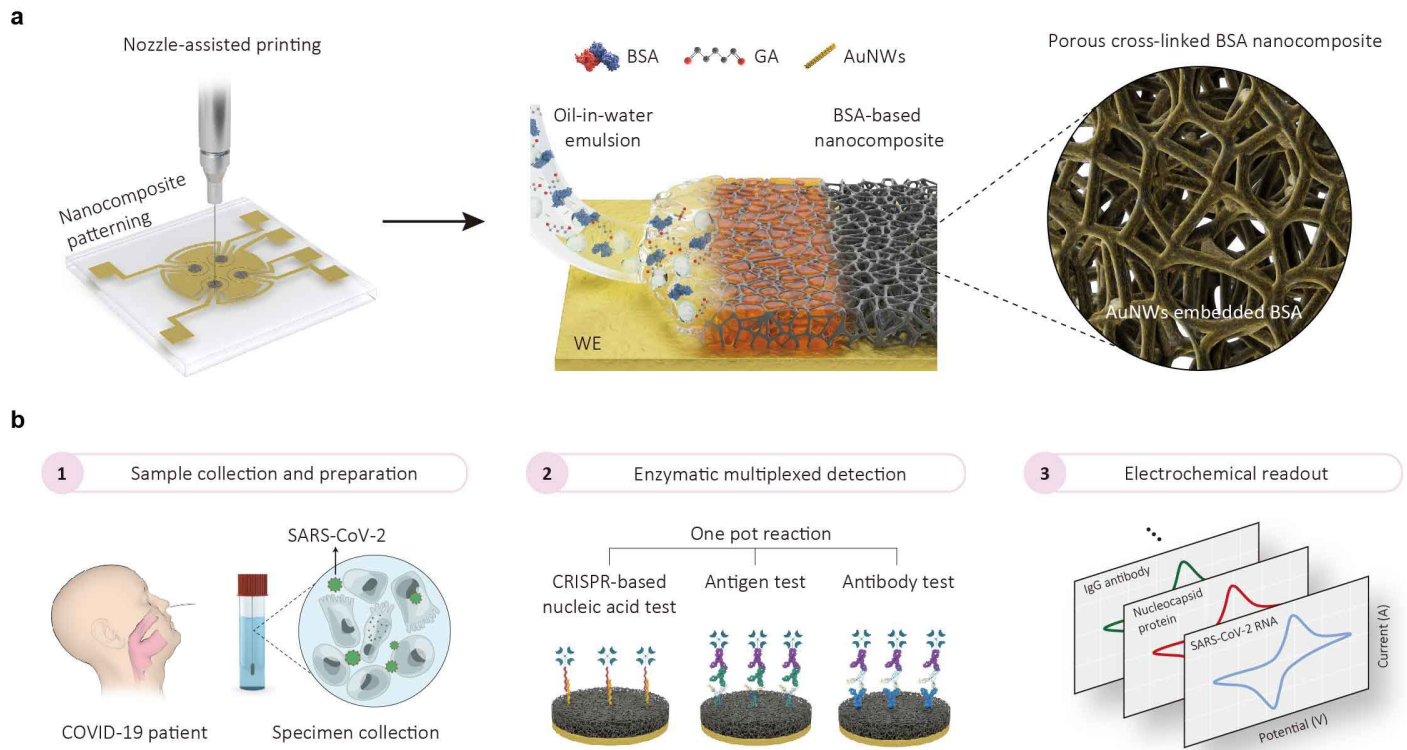 a
Nozzle-assisted printing
Nanocomposite
patterning
BSA
GA
AuNWs
Oil-in-water
emulsion
BSA-based
nanocomposite
WE
Porous cross-linked BSA nanocomposite
AuNWs embedded BSA
b
1
Sample collection and preparation
SARS-CoV-2
COVID-19 patient
Specimen collection
2
Enzymatic multiplexed detection
One pot reaction
CRISPR-based
nucleic acid test
Antigen test
Antibody test
3
Electrochemical readout
IgG antibody
Nucleocapsid
protein
SARS-CoV-2 RNA
Current (A)
Potential (V)